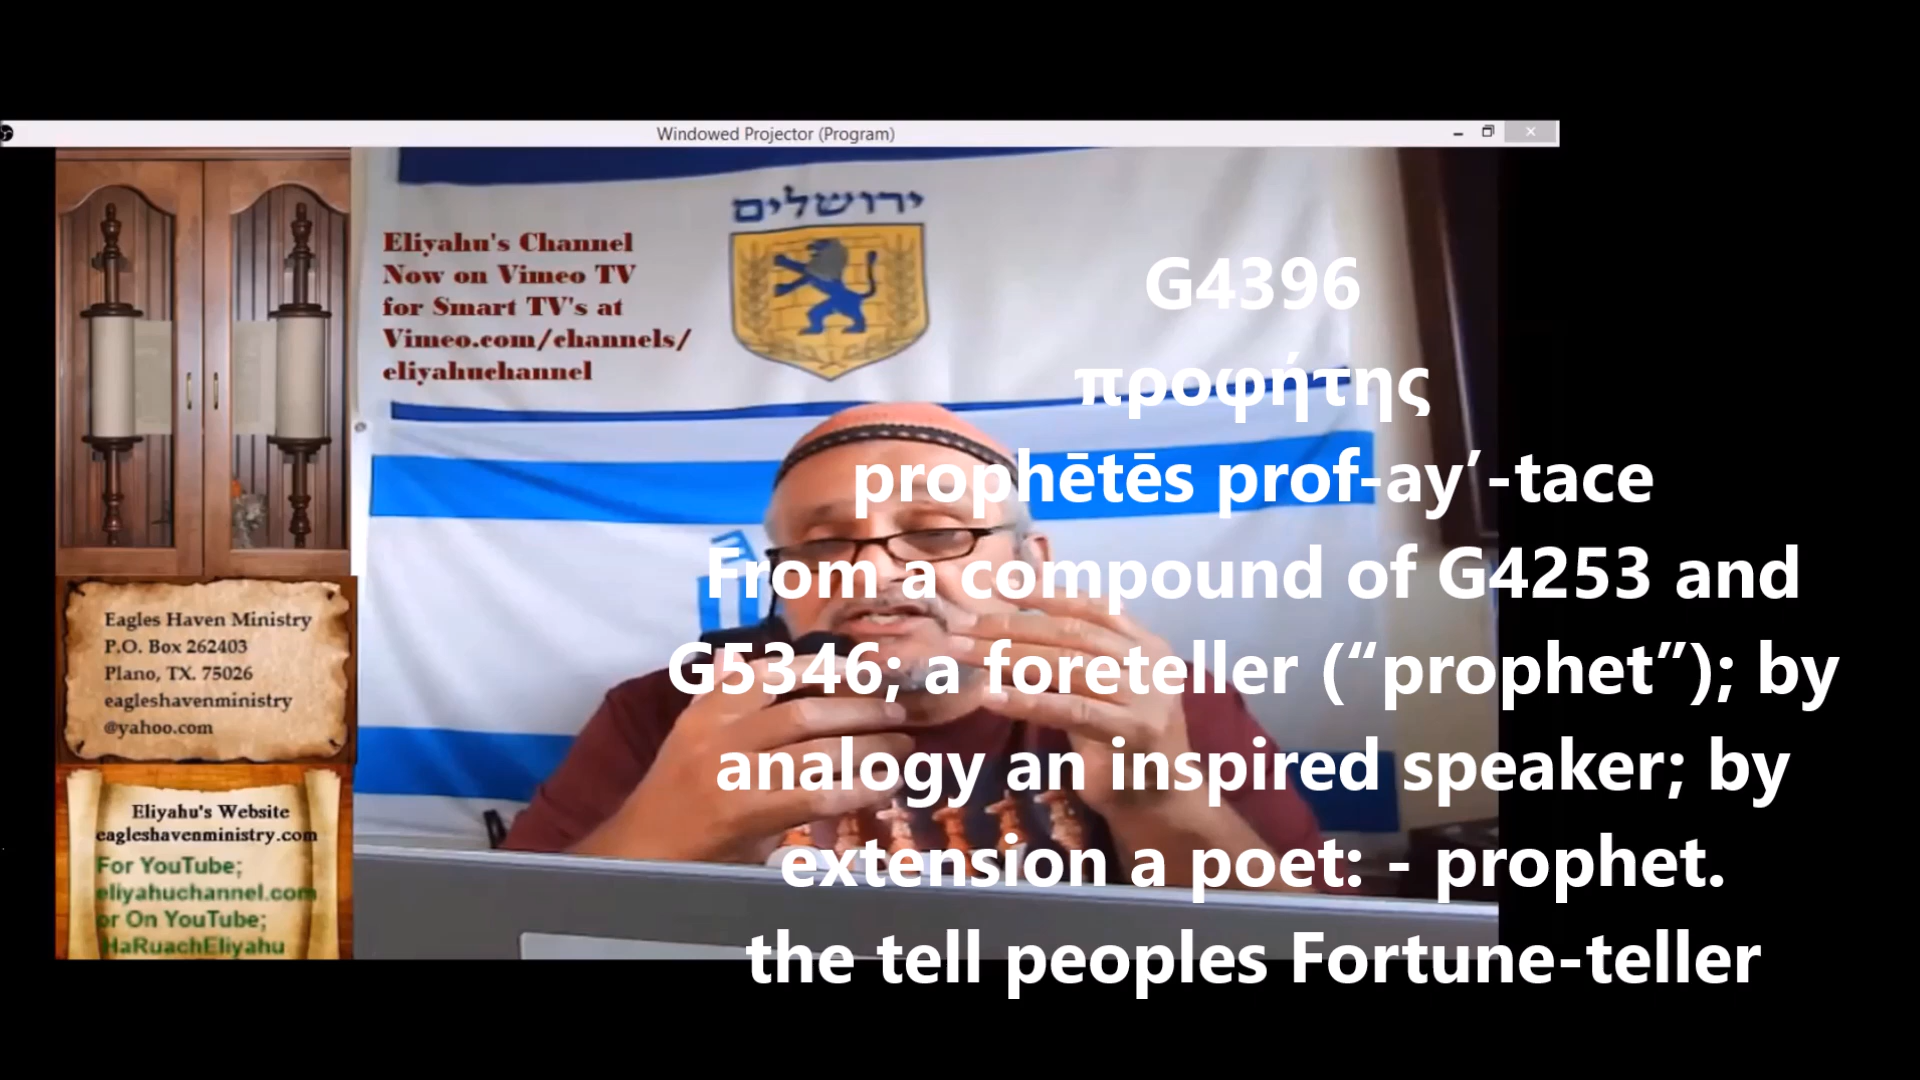 Windowed Projector (Program)
ירושלים
Eliyahu's Channel
Now on Vimeo TV
for Smart TV's at
Vimeo.com/channels/
eliyahuchannel
G4396
προφήτης
prophētēs prof-ay′-tace
From a compound of G4253 and
G5346; a foreteller (“prophet”); by
analogy an inspired speaker; by
extension a poet: - prophet.
the tell peoples Fortune-teller
Eagles Haven Ministry
P.O. Box 262403
Plano, TX. 75026
eagleshavenministry
@yahoo.com
Eliyahu's Website
eagleshavenministry.com
For YouTube;
eliyahuchannel.com
or On YouTube;
HaRuachEliyahu